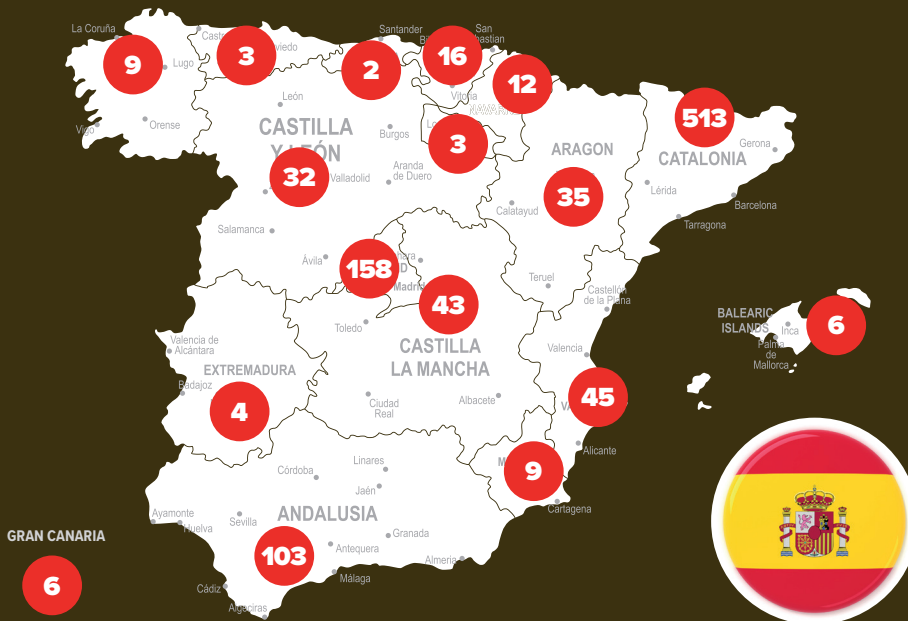 La Coruña
Santander
San
9
3
2
16
Lugo
12
Vitoria
513
León
Vigo
Orense
CASTILLA
Y LEÓN
Burgos
3
ARAGON
CATALONIA
Gerona
32
Valladolid
Aranda
de Duero
35
Lérida
Calatayud
Barcelona
Tarragona
Salamanca
Ávila
158
Madrid
43
Teruel
Castellón
de la Plana
BALEARIC
ISLANDS
Inca
6
Palma
de
Mallorca
Toledo
Valencia de
Alcántara
CASTILLA
LA MANCHA
Valencia
EXTREMADURA
Badajoz
4
Ciudad
Real
Albacete
45
Alicante
Linares
Córdoba
Jaén
9
Cartagena
Ayamonte
Huelva
Sevilla
ANDALUSIA
Granada
GRAN CANARIA
6
103
Antequera
Málaga
Almería
Cádiz
Algeciras